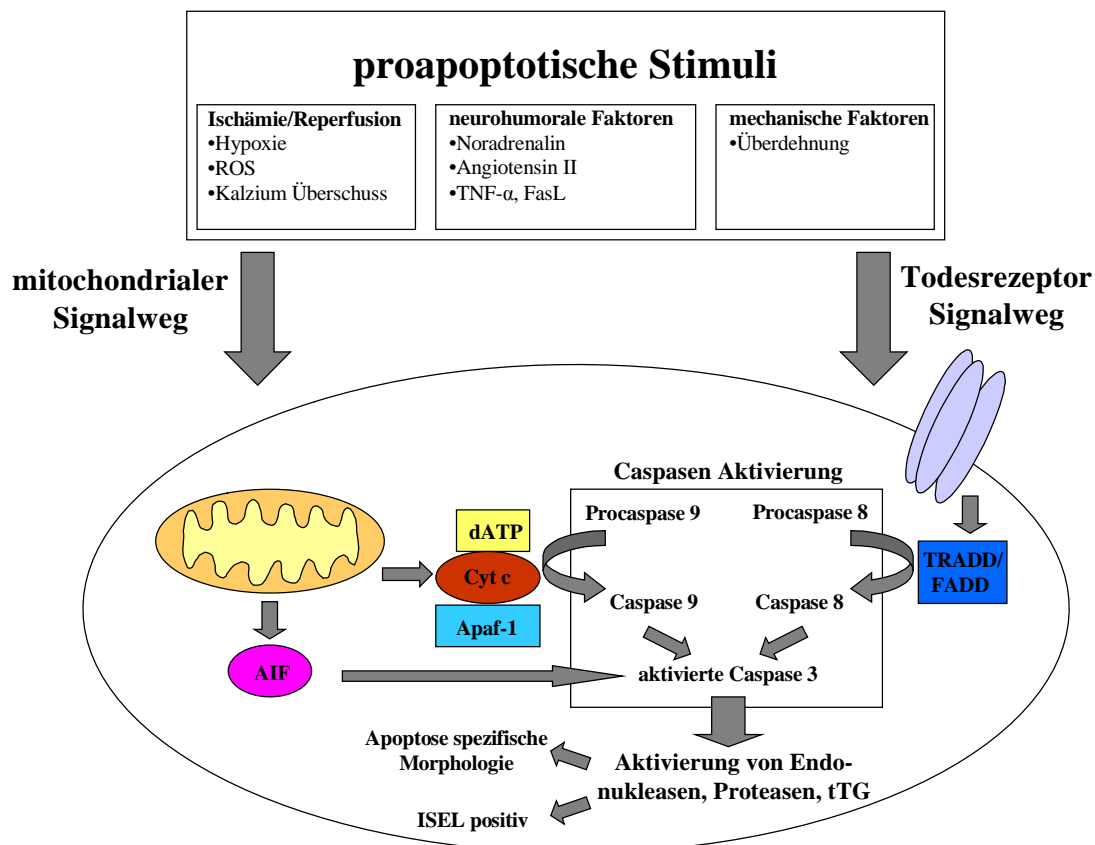 proapoptotische Stimuli
Ischämie/Reperfusion
•Hypoxie
•ROS
•Kalzium Überschuss
neurohumorale Faktoren
•Noradrenalin
•Angiotensin II
•TNF-α, FasL
mechanische Faktoren
•Überdehnung
mitochondrialer
Signalweg
Todesrezeptor
Signalweg
Caspasen Aktivierung
Procaspase 9
Procaspase 8
dATP
Cyt c
Apaf-1
TRADD/
FADD
Caspase 9
Caspase 8
AIF
aktivierte Caspase 3
Apoptose spezifische
Morphologie
Aktivierung von Endo-
nukleasen, Proteasen, tTG
ISEL positiv